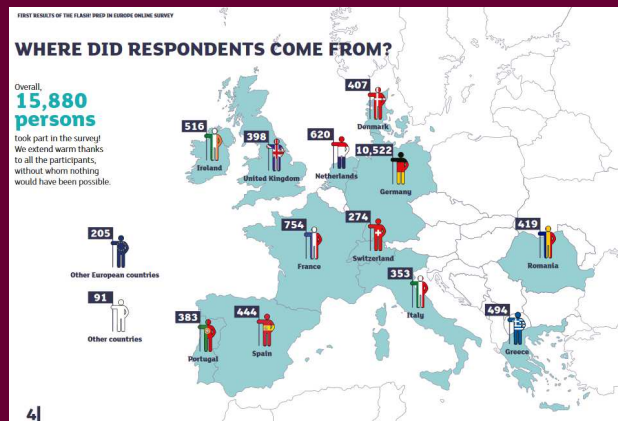 FIRST RESULTS OF THE FLASH! PREP IN EUROPE ONLINE SURVEY
WHERE DID RESPONDENTS COME FROM?
Overall,
15,880
persons
took part in the survey!
We extend warm thanks
to all the participants,
without whom nothing
would have been possible.
407
Denmark
516
Ireland
398
United Kingdom
620
Netherlands
10,522
Germany
754
France
274
Switzerland
419
Romania
205
Other European countries
353
Italy
91
Other countries
383
Portugal
444
Spain
494
Greece
4|